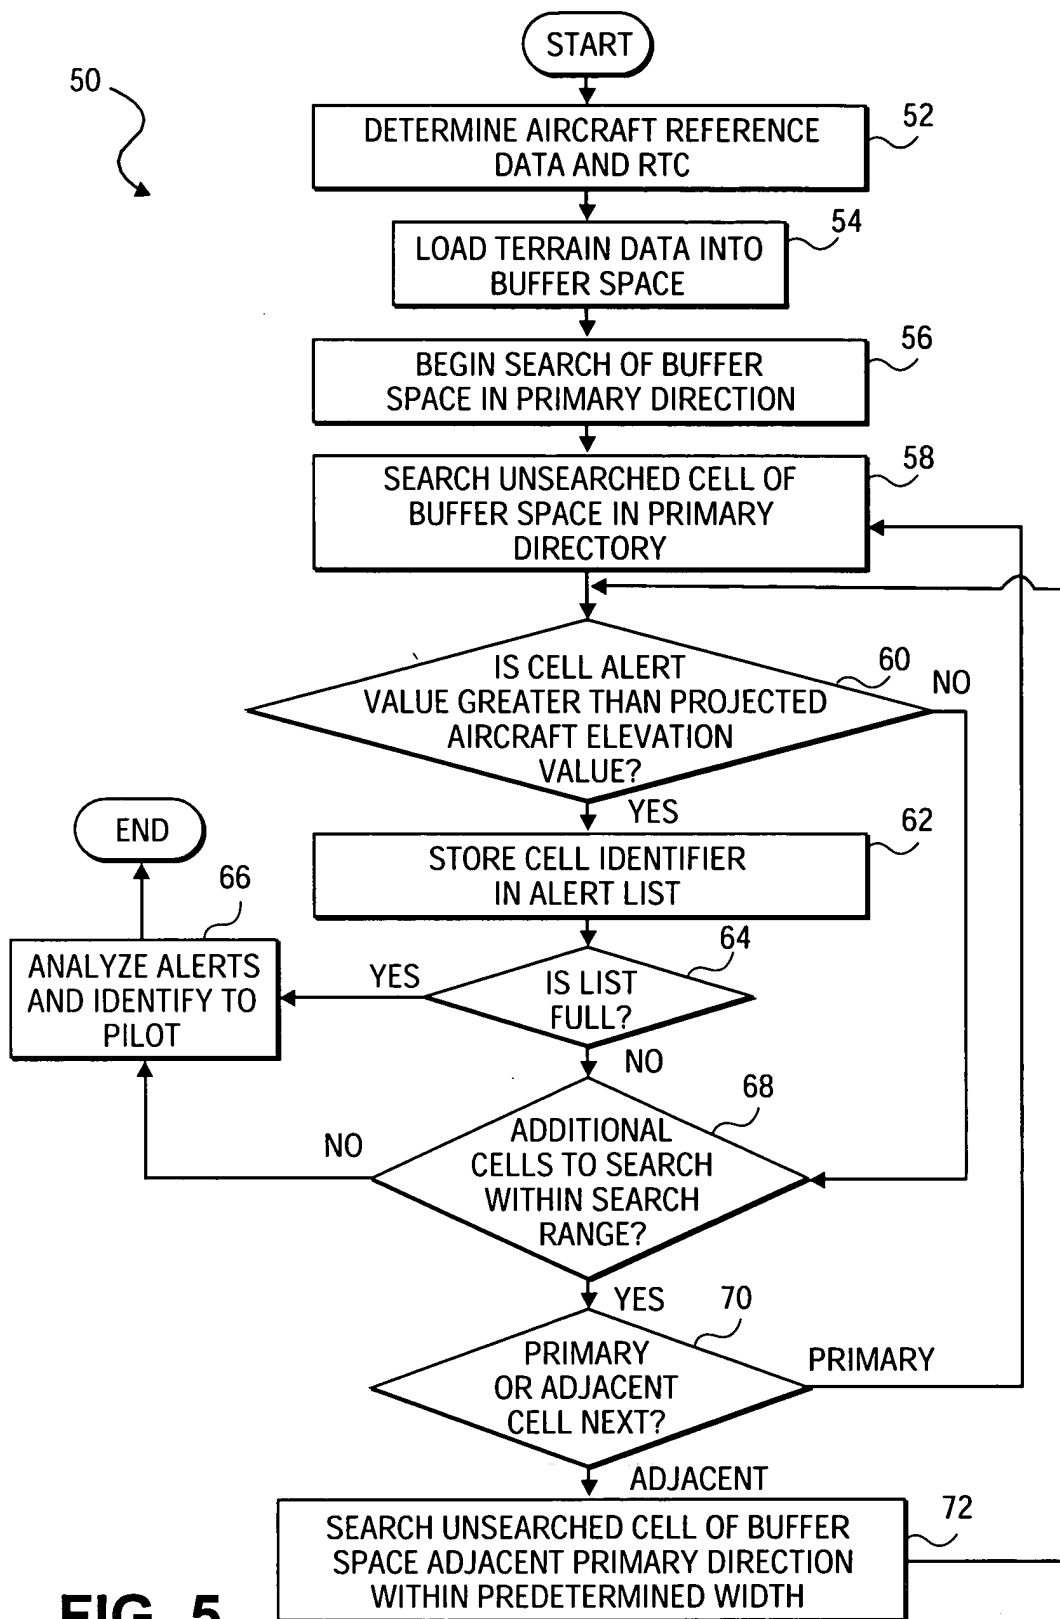 START
50
DETERMINE AIRCRAFT REFERENCE
DATA AND RTC
52
LOAD TERRAIN DATA INTO
BUFFER SPACE
54
BEGIN SEARCH OF BUFFER
SPACE IN PRIMARY DIRECTION
56
SEARCH UNSEARCHED CELL OF
BUFFER SPACE IN PRIMARY
DIRECTORY
58
IS CELL ALERT
VALUE GREATER THAN PROJECTED
AIRCRAFT ELEVATION
VALUE?
60
NO
YES
STORE CELL IDENTIFIER
IN ALERT LIST
62
END
66
ANALYZE ALERTS
AND IDENTIFY TO
PILOT
YES
IS LIST
FULL?
64
NO
ADDITIONAL
CELLS TO SEARCH
WITHIN SEARCH
RANGE?
68
NO
YES
PRIMARY
OR ADJACENT
CELL NEXT?
70
PRIMARY
ADJACENT
SEARCH UNSEARCHED CELL OF BUFFER
SPACE ADJACENT PRIMARY DIRECTION
WITHIN PREDETERMINED WIDTH
72
FIG. 5